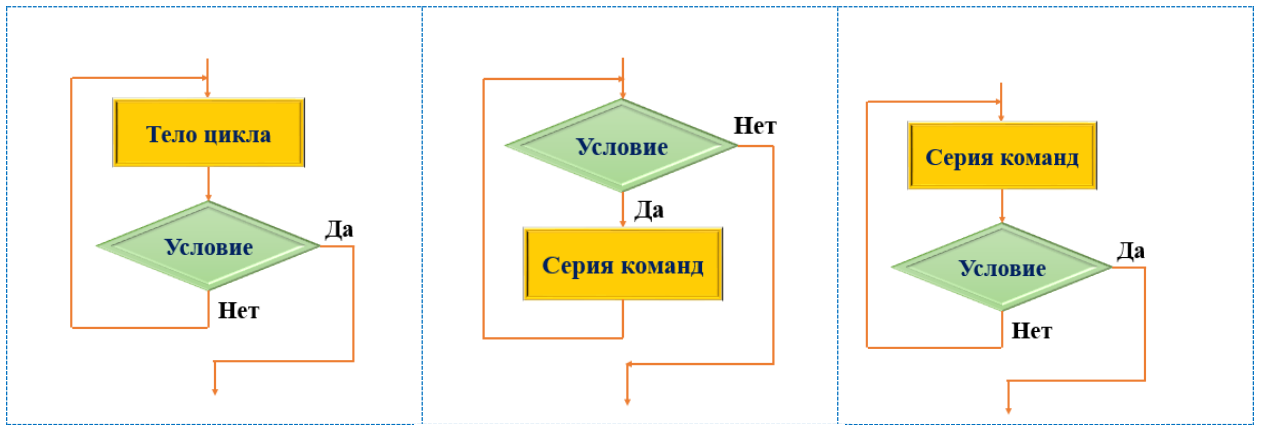 Тело цикла
Условие
Да
Нет
Условие
Нет
Да
Серия команд
Серия команд
Условие
Да
Нет